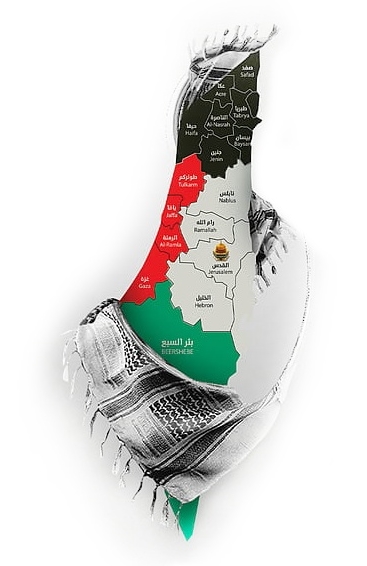 صفد
Safad
عكا
Acre
طبريا
Tabrya
الناصرة
Al-Nasrah
حيفا
Haifa
بيسان
Baysan
جنين
Jenin
طولكرم
Tulkarm
نابلس
Nablus
يافا
Jaffa
رام الله
Ramallah
الرملة
Al-Ramla
القدس
Jerusalem
غزة
Gaza
الخليل
Hebron
بئر السبع
BEERSHEBE